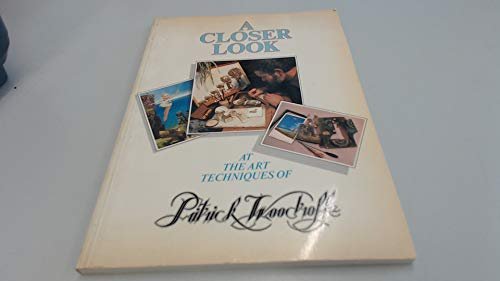 A
CLOSER
LOOK
AT
THE ART
TECHNIQUES OF
Patrick Woodroffe